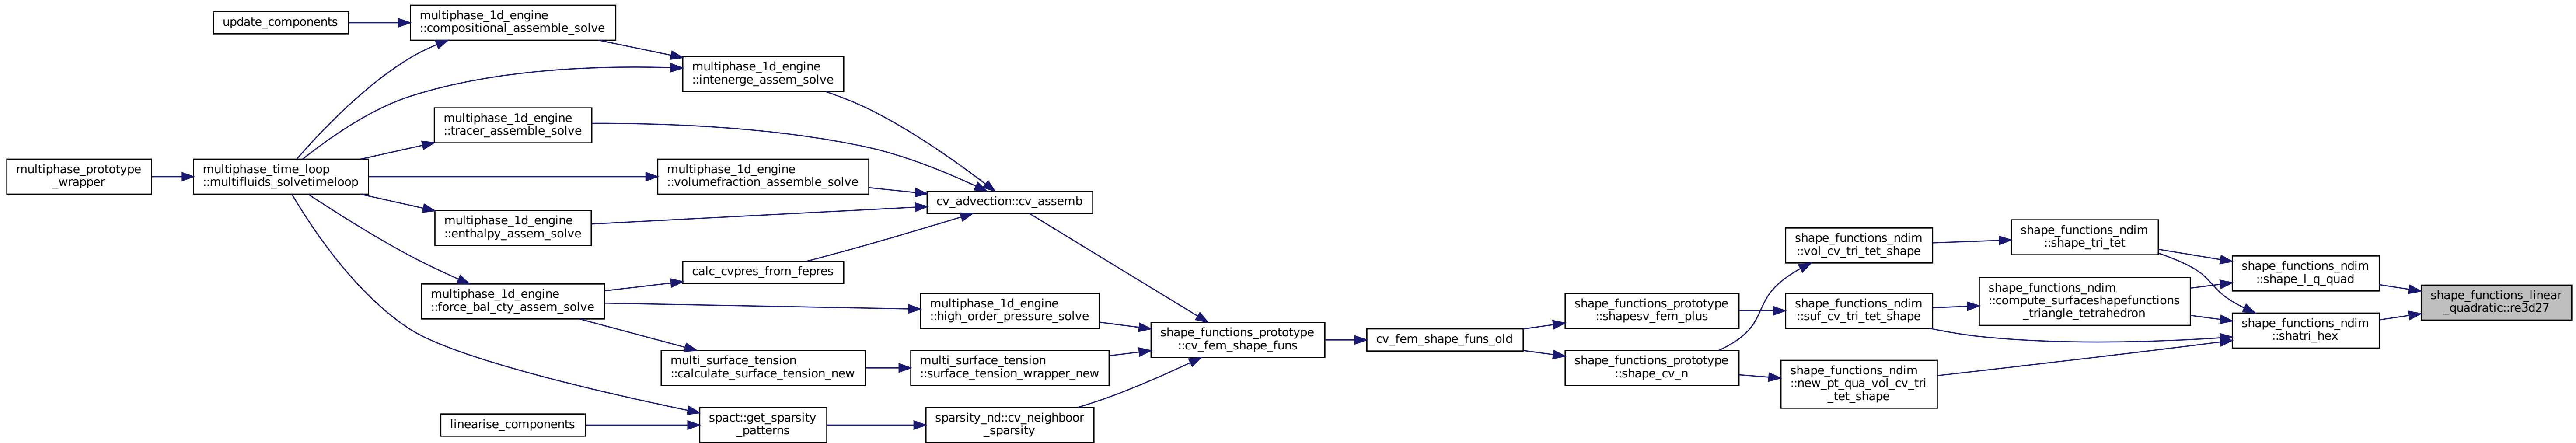 update_components
multiphase_1d_engine
::compositional_assemble_solve
multiphase_1d_engine
::intenerge_assem_solve
multiphase_1d_engine
::tracer_assemble_solve
multiphase_prototype
_wrapper
multiphase_time_loop
::multifluids_solvetimeloop
multiphase_1d_engine
::volumefraction_assemble_solve
cv_advection::cv_assemb
multiphase_1d_engine
::enthalpy_assem_solve
calc_cvpres_from_fepres
multiphase_1d_engine
::force_bal_cty_assem_solve
multiphase_1d_engine
::high_order_pressure_solve
multi_surface_tension
::calculate_surface_tension_new
multi_surface_tension
::surface_tension_wrapper_new
linearise_components
spact::get_sparsity
_patterns
sparsity_nd::cv_neighboor
_sparsity
shape_functions_prototype
::cv_fem_shape_funs
cv_fem_shape_funs_old
shape_functions_prototype
::shapesv_fem_plus
shape_functions_prototype
::shape_cv_n
shape_functions_ndim
::vol_cv_tri_tet_shape
shape_functions_ndim
::suf_cv_tri_tet_shape
shape_functions_ndim
::new_pt_qua_vol_cv_tri
_tet_shape
shape_functions_ndim
::shape_tri_tet
shape_functions_ndim
::compute_surfaceshapefunctions
_triangle_tetrahedron
shape_functions_ndim
::shape_l_q_quad
shape_functions_ndim
::shatri_hex
shape_functions_linear
_quadratic::re3d27